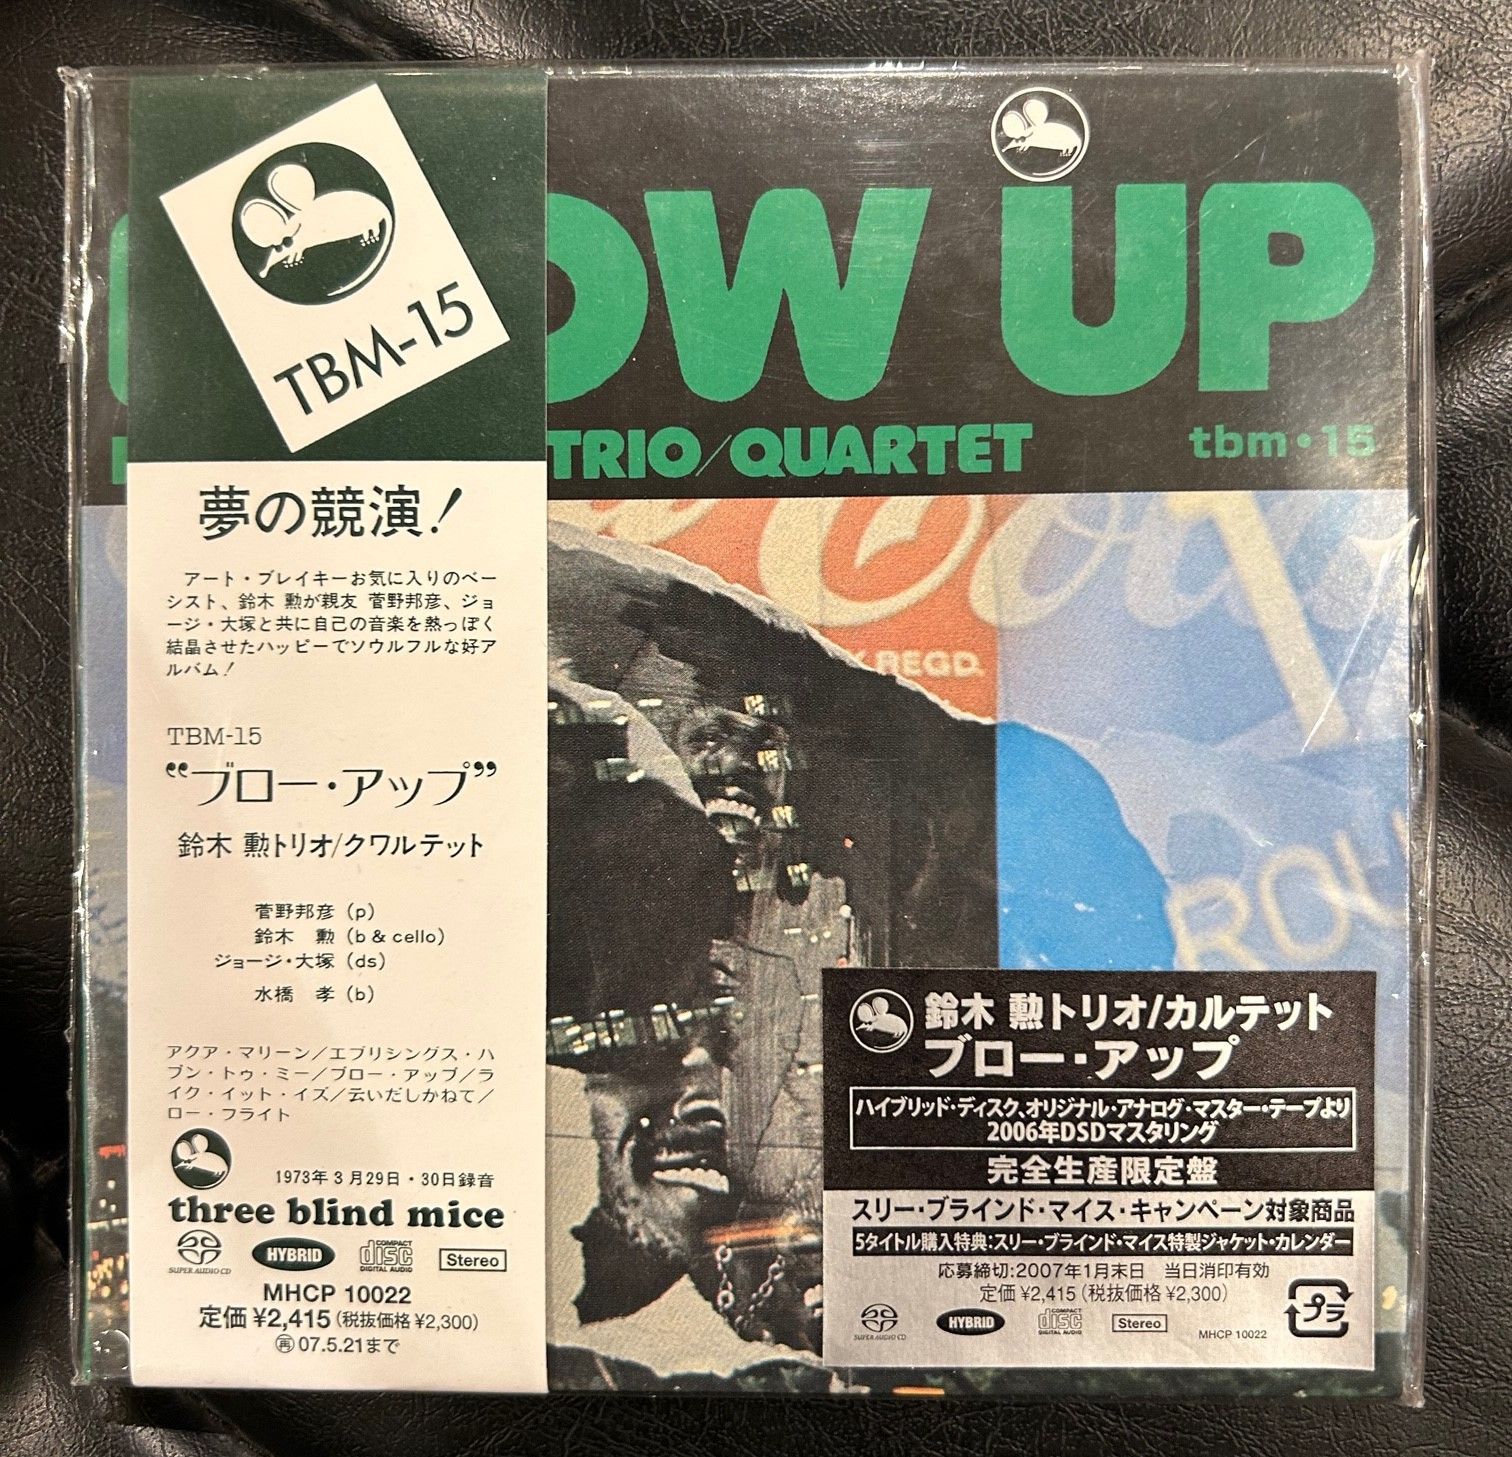 TBM-15
OW UP
TRIO/QUARTET
tbm・15
夢の競演!
アート・ブレイキーお気に入りのベー
シスト、鈴木 勲が親友 菅野邦彦、ジョ
ージ・大塚と共に自己の音楽を熱っぽく
結晶させたハッピーでソウルフルな好ア
ルバム!
TBM-15
“ブロー・アップ”
鈴木 勲トリオ/クワルテット
菅野邦彦 (p)
鈴木 勲 (b & cello)
ジョージ・大塚 (ds)
水橋 孝 (b)
アクア・マリーン/エブリシングス・ハ
プン・トゥ・ミー/ブロー・アップ/ラ
イク・イット・イズ/云いだしかねて/
ロー・フライト
1973年3月29日・30日録音
three blind mice
SUPER AUDIO CD
HYBRID
COMPACT
disc
DIGITAL AUDIO
Stereo
MHCP 10022
定価 ¥2,415 (税抜価格 ¥2,300)
再 07.5.21まで
REGD.
ROU
鈴木 勲トリオ/カルテット
ブロー・アップ
ハイブリッド・ディスク、オリジナル・アナログ・マスター・テープより
2006年DSDマスタリング
完全生産限定盤
スリー・ブラインド・マイス・キャンペーン対象商品
5タイトル購入特典:スリー・ブラインド・マイス特製ジャケット・カレンダー
応募締切:2007年1月末日 当日消印有効
定価 ¥2,415 (税抜価格 ¥2,300)
SUPER AUDIO CD
HYBRID
COMPACT
disc
DIGITAL AUDIO
Stereo
MHCP 10022
プラ